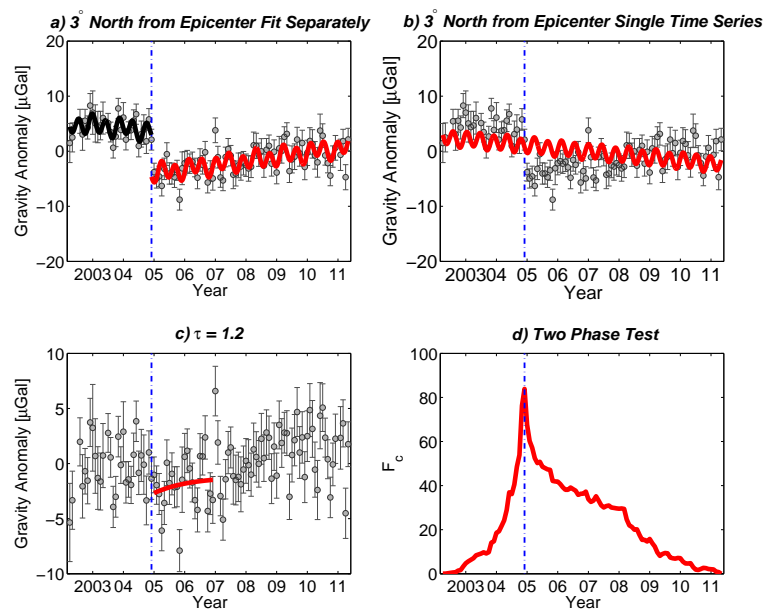 a) 3° North from Epicenter Fit Separately
20
10
0
−10
−20
Gravity Anomaly [μGal]
2003 04 05 06 07 08 09 10 11
Year
b) 3° North from Epicenter Single Time Series
20
10
0
−10
−20
Gravity Anomaly [μGal]
2003 04 05 06 07 08 09 10 11
Year
c) τ = 1.2
10
5
0
−5
−10
Gravity Anomaly [μGal]
2003 04 05 06 07 08 09 10 11
Year
d) Two Phase Test
100
80
60
40
20
0
F_c
2003 04 05 06 07 08 09 10 11
Year